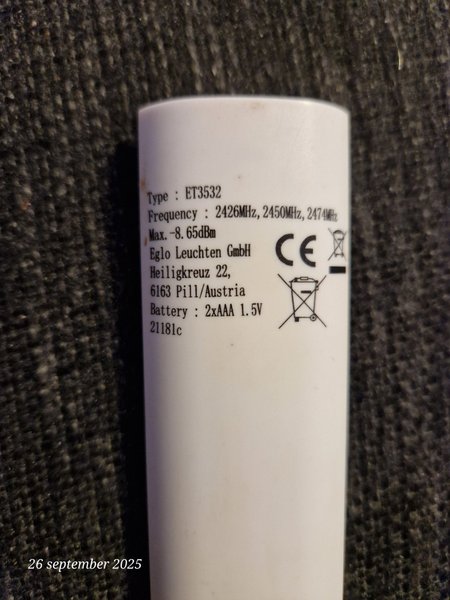 Type : ET3532
Frequency : 2426MHz,2450MHz,2474MHz
Max.-8.65dBm
Eglo Leuchten GmbH
Heiligkreuz 22,
6163 Pill/Austria
Battery : 2xAAA 1.5V
21181c
CE
26 september 2025